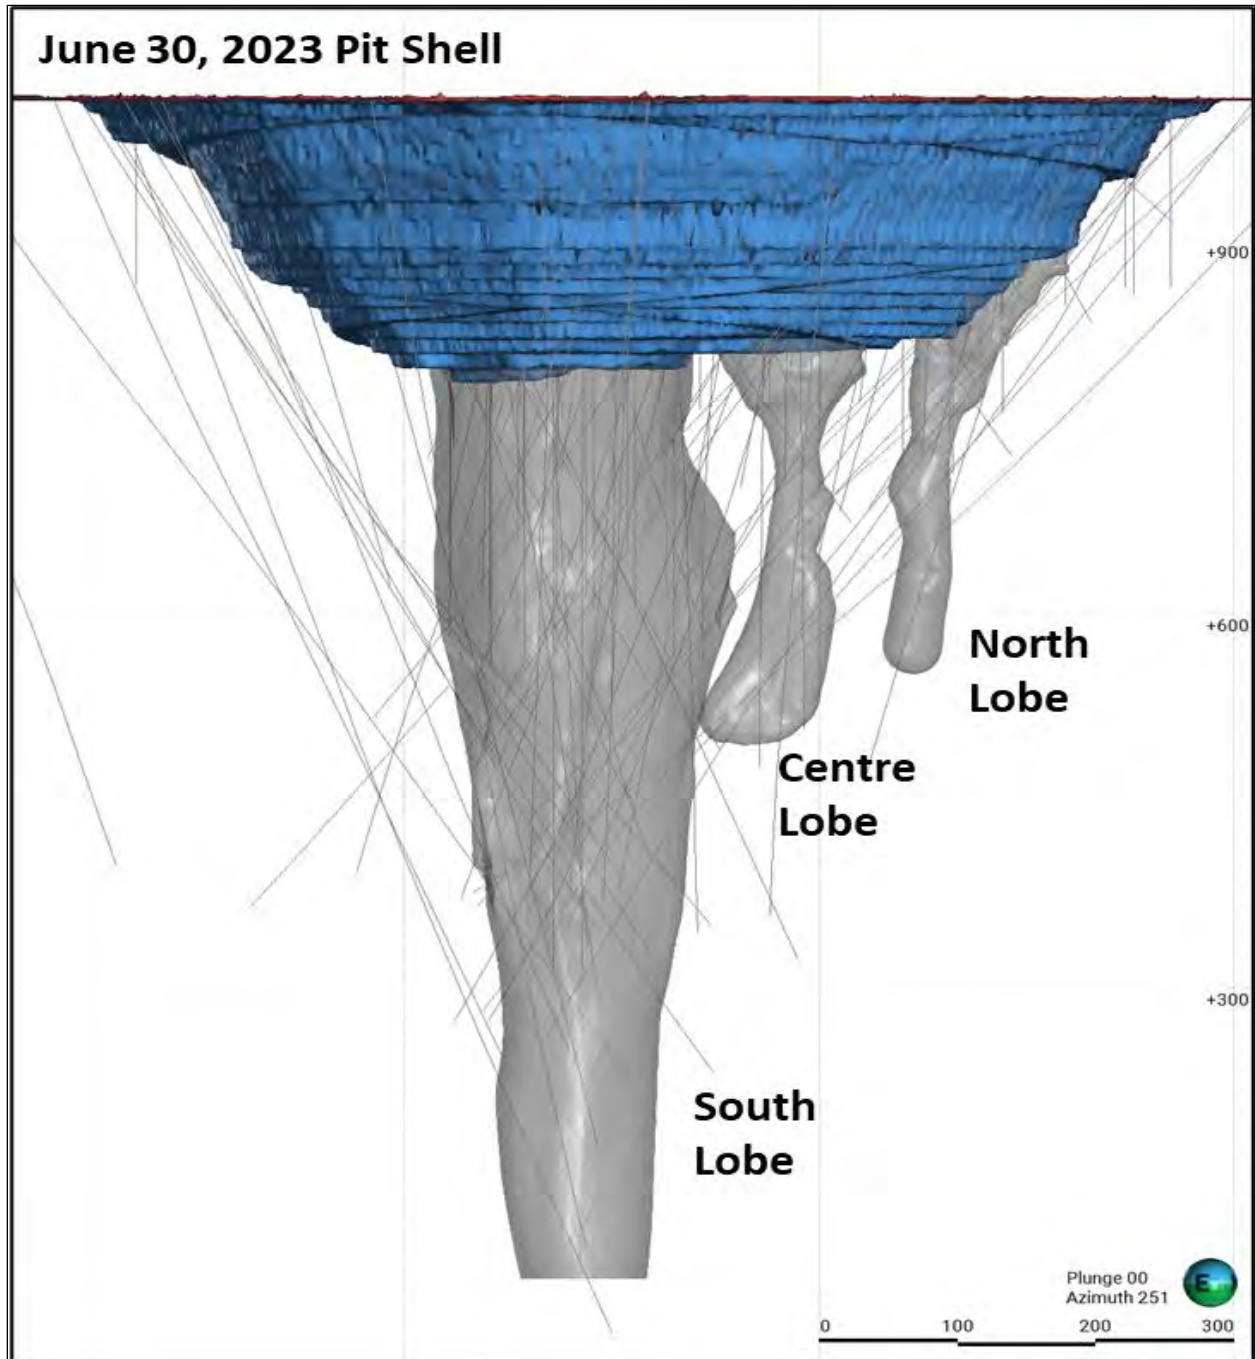 June 30, 2023 Pit Shell
+900
+600
North
Lobe
Centre
Lobe
+300
South
Lobe
Plunge 00
Azimuth 251
E
0 100 200 300